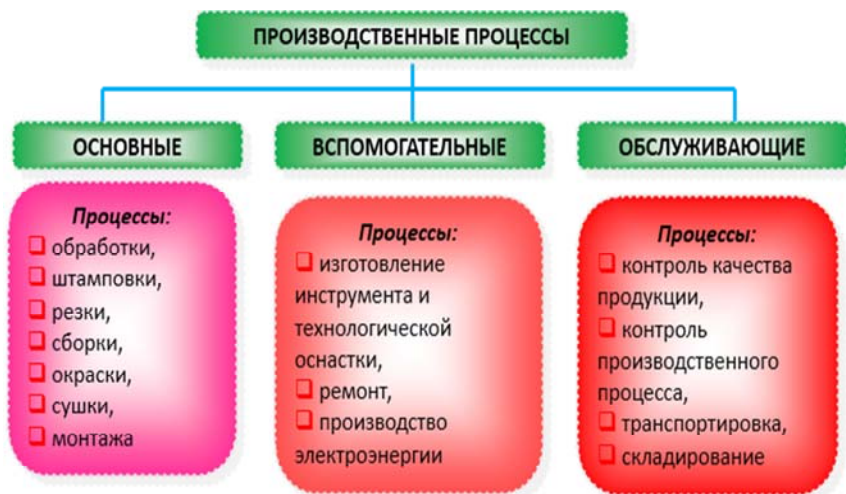 ПРОИЗВОДСТВЕННЫЕ ПРОЦЕССЫ
ОСНОВНЫЕ
Процессы:
обработки,
штамповки,
резки,
сборки,
окраски,
сушки,
монтажа
ВСПОМОГАТЕЛЬНЫЕ
Процессы:
изготовление
инструмента и
технологической
оснастки,
ремонт,
производство
электроэнергии
ОБСЛУЖИВАЮЩИЕ
Процессы:
контроль качества
продукции,
контроль
производственного
процесса,
транспортировка,
складирование